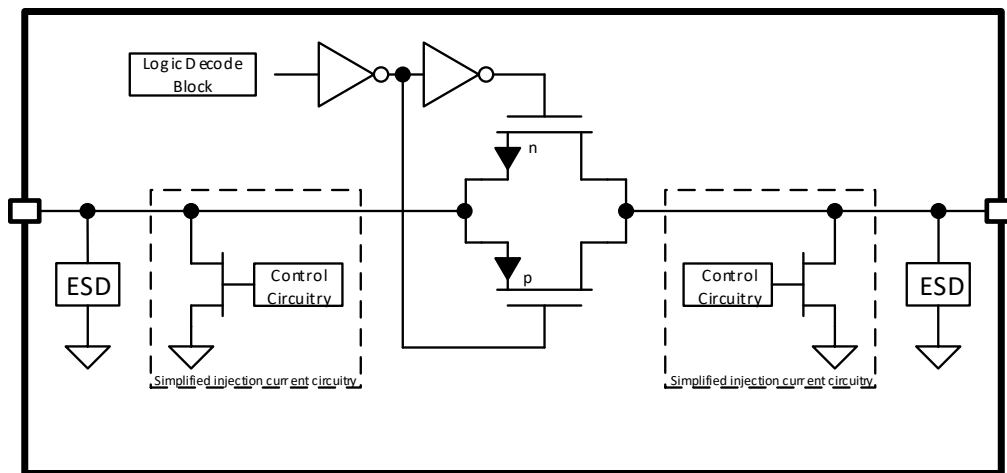 Logic Decode
Block
n
p
ESD
Control
Circuitry
Simplified injection current circuitry
Control
Circuitry
Simplified injection current circuitry
ESD